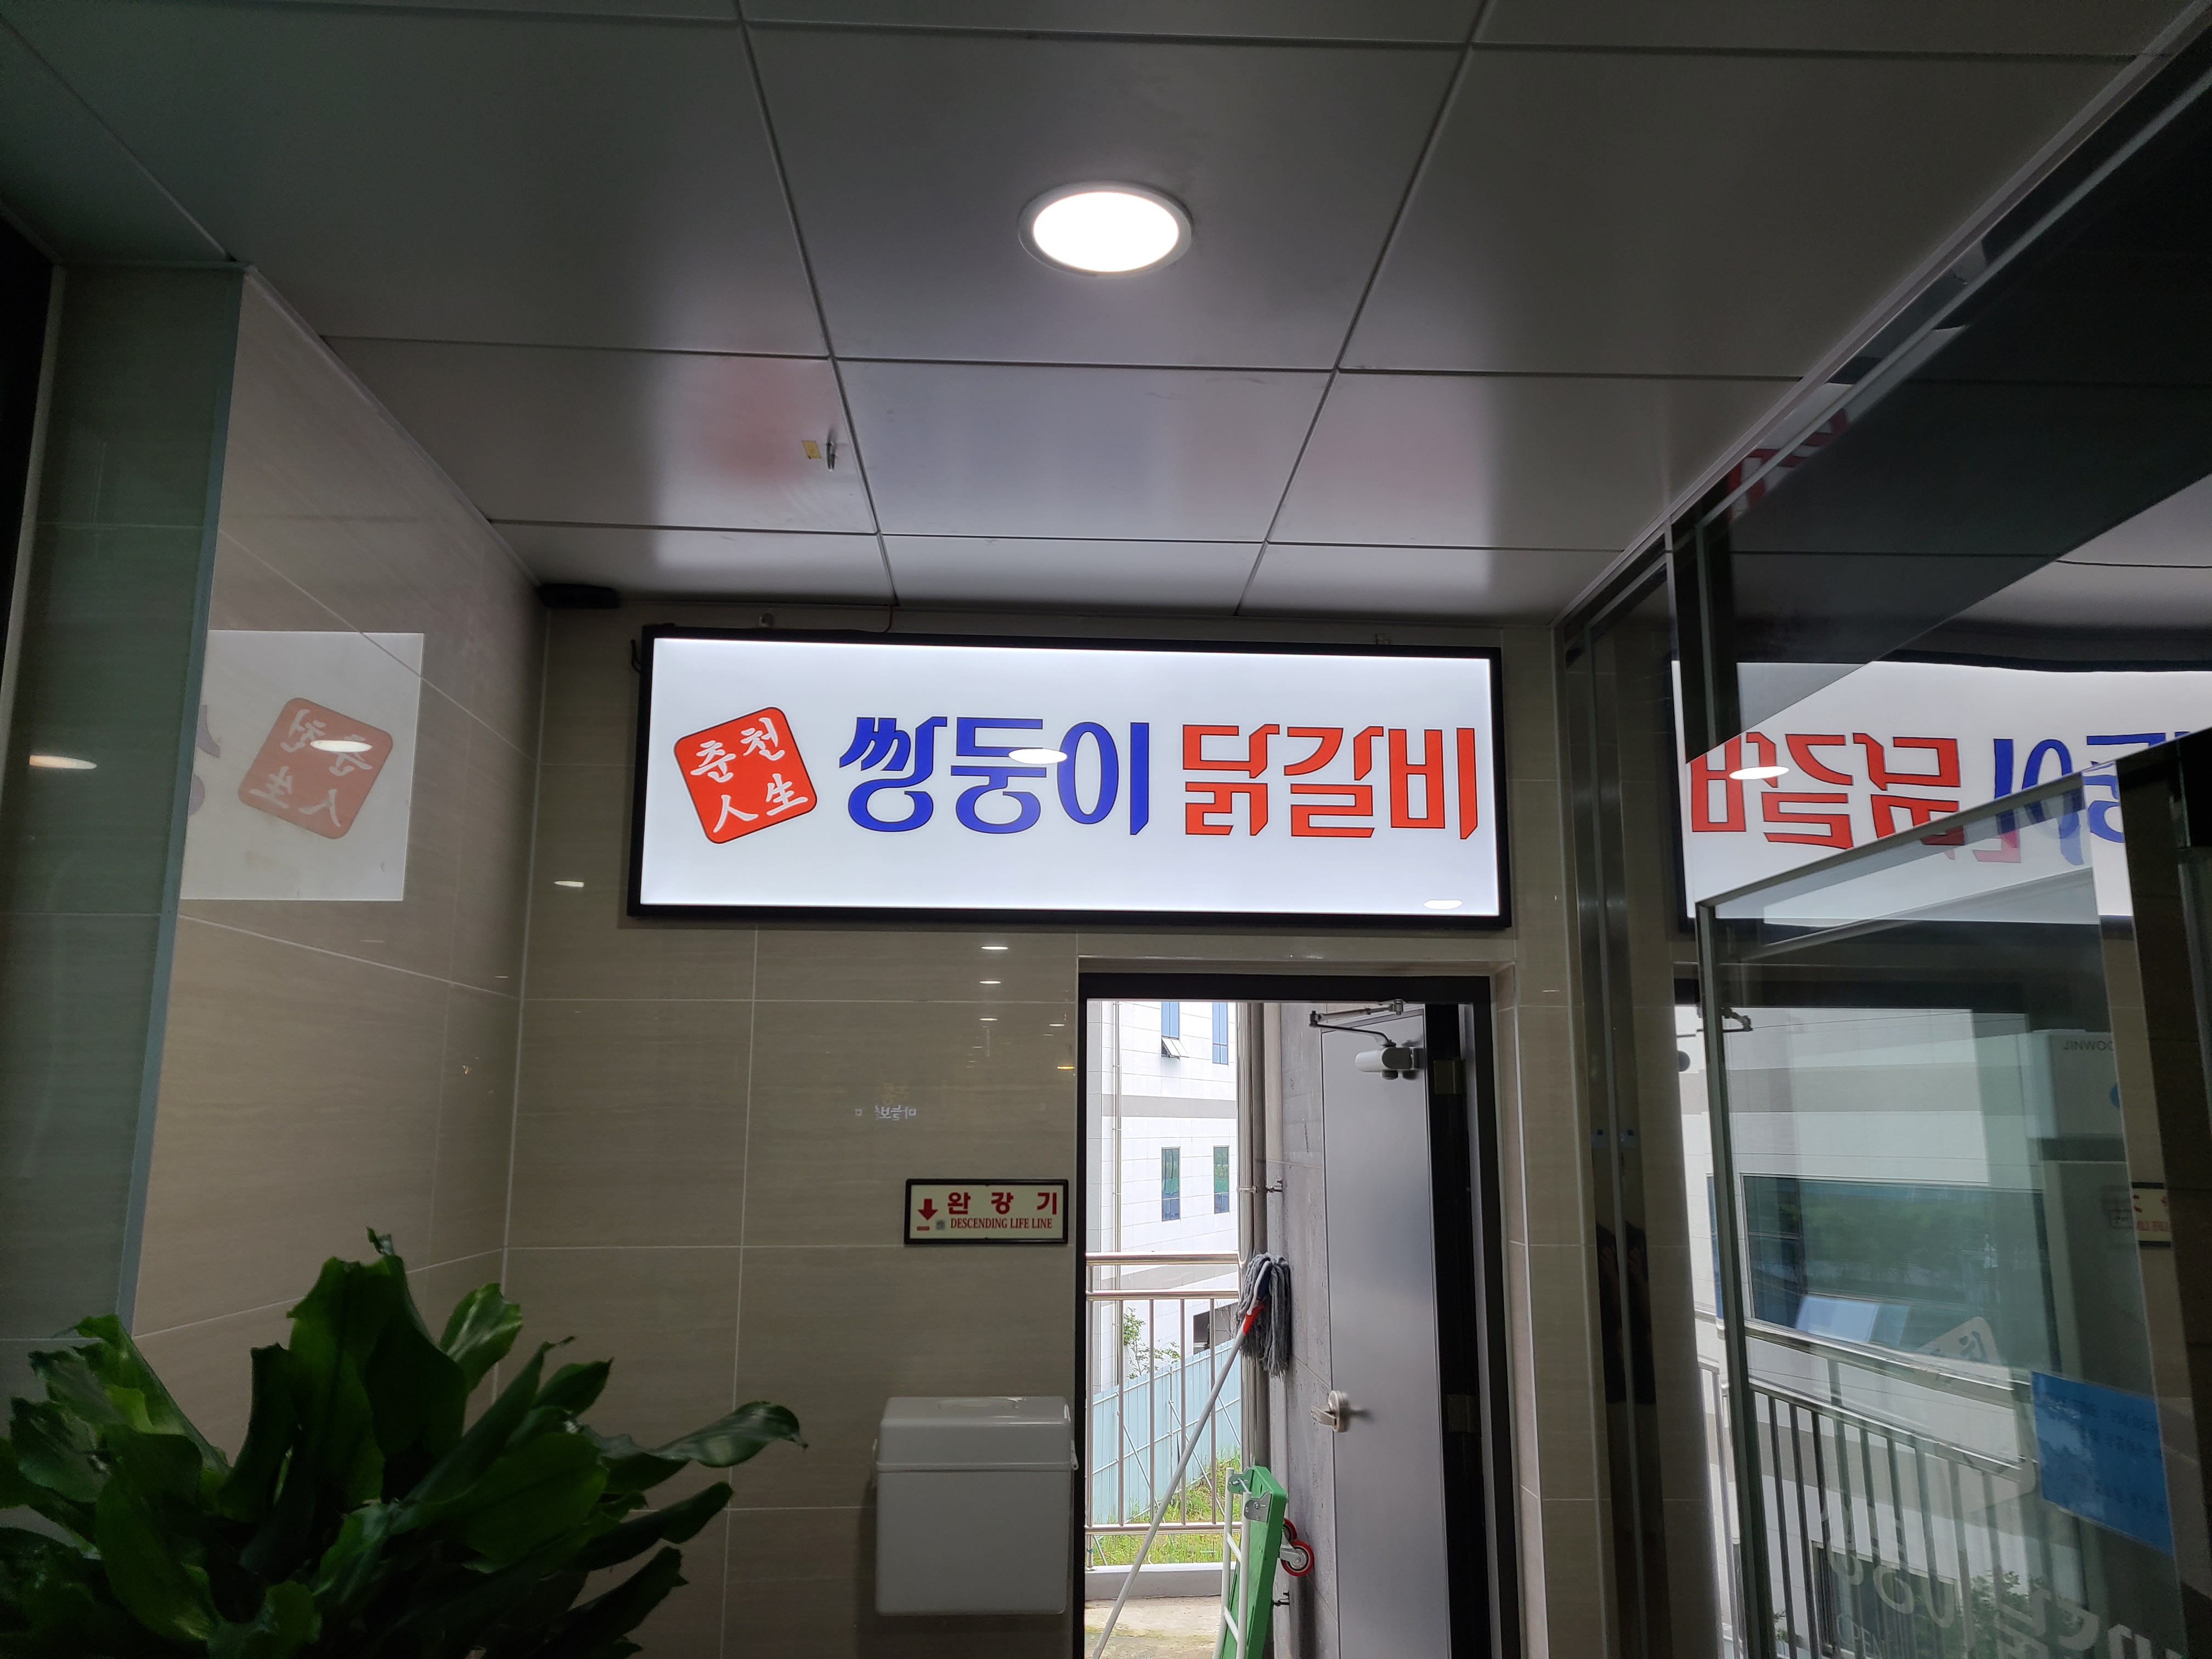 춘천
人生
쌍둥이 닭갈비
완 강 기
DESCENDING LIFE LINE